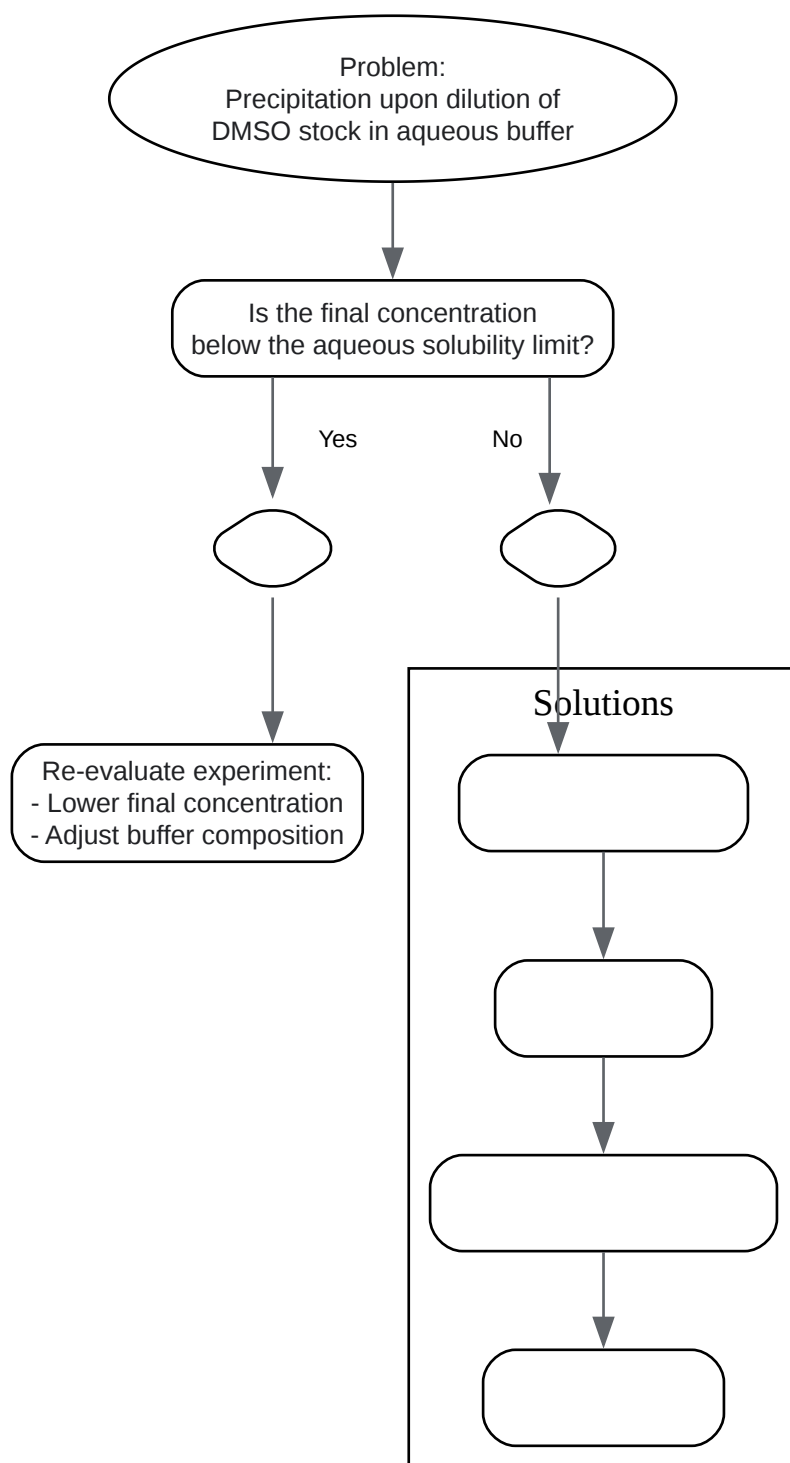 Problem:
Precipitation upon dilution of
DMSO stock in aqueous buffer
Is the final concentration
below the aqueous solubility limit?
Yes
No
Solutions
Re-evaluate experiment:
- Lower final concentration
- Adjust buffer composition